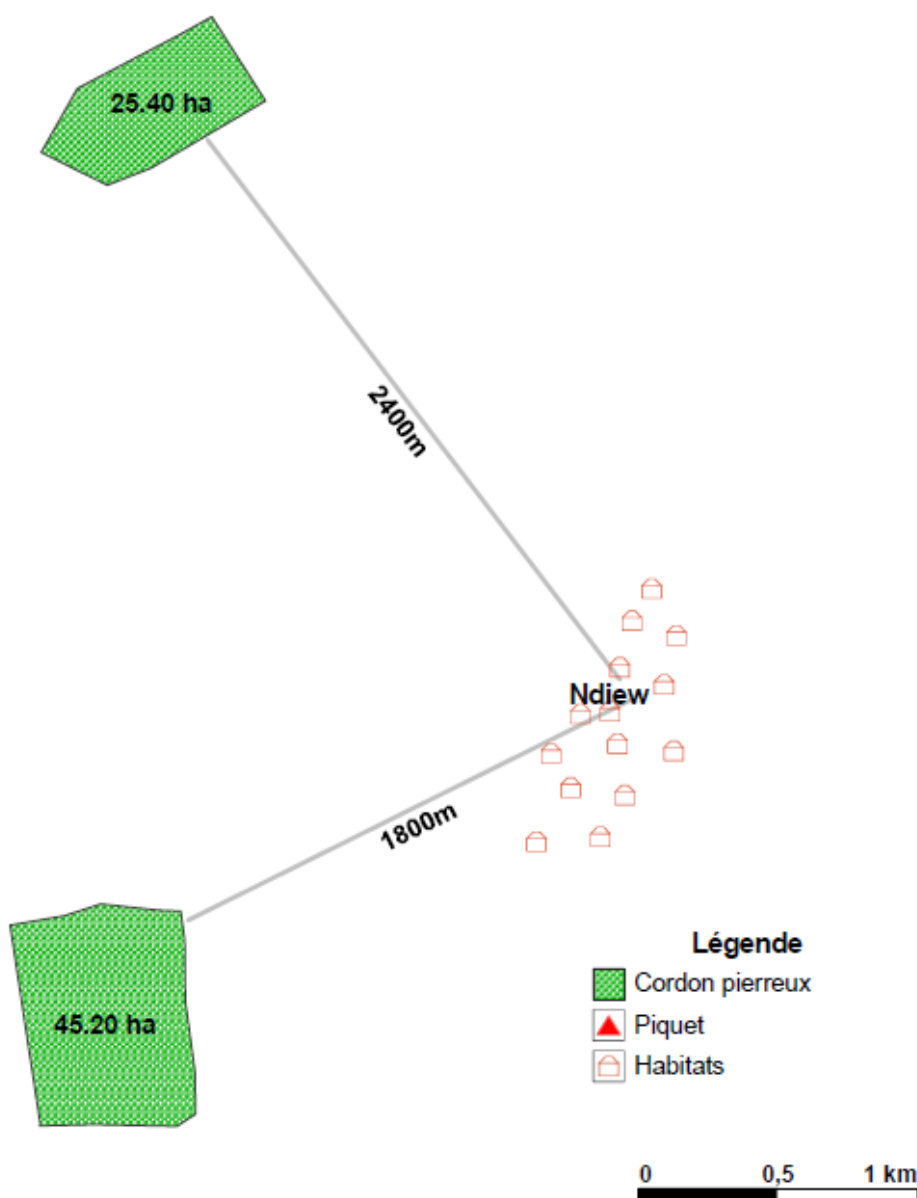 25.40 ha
2400m
Ndiew
1800m
45.20 ha
Légende
Cordon pierreux
Piquet
Habitats
0 0,5 1 km